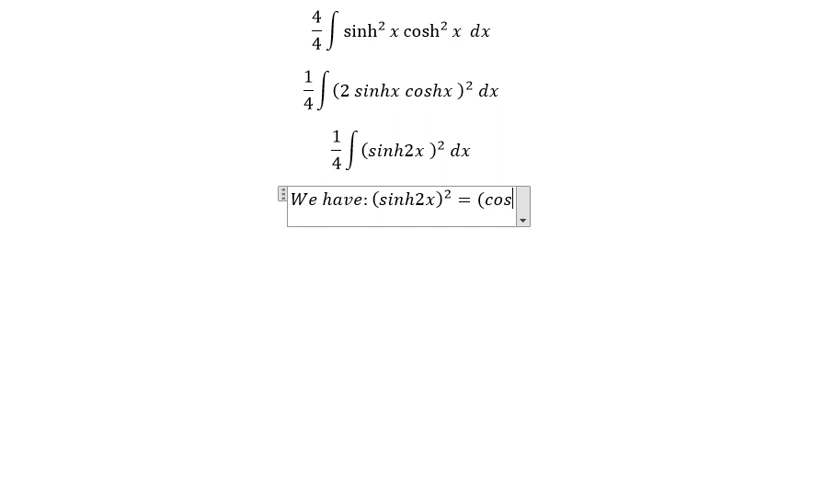 4/4 ∫ sinh² x cosh² x dx
1/4 ∫ (2 sinhx coshx )² dx
1/4 ∫ (sinh2x )² dx
We have: (sinh2x)² = (cos